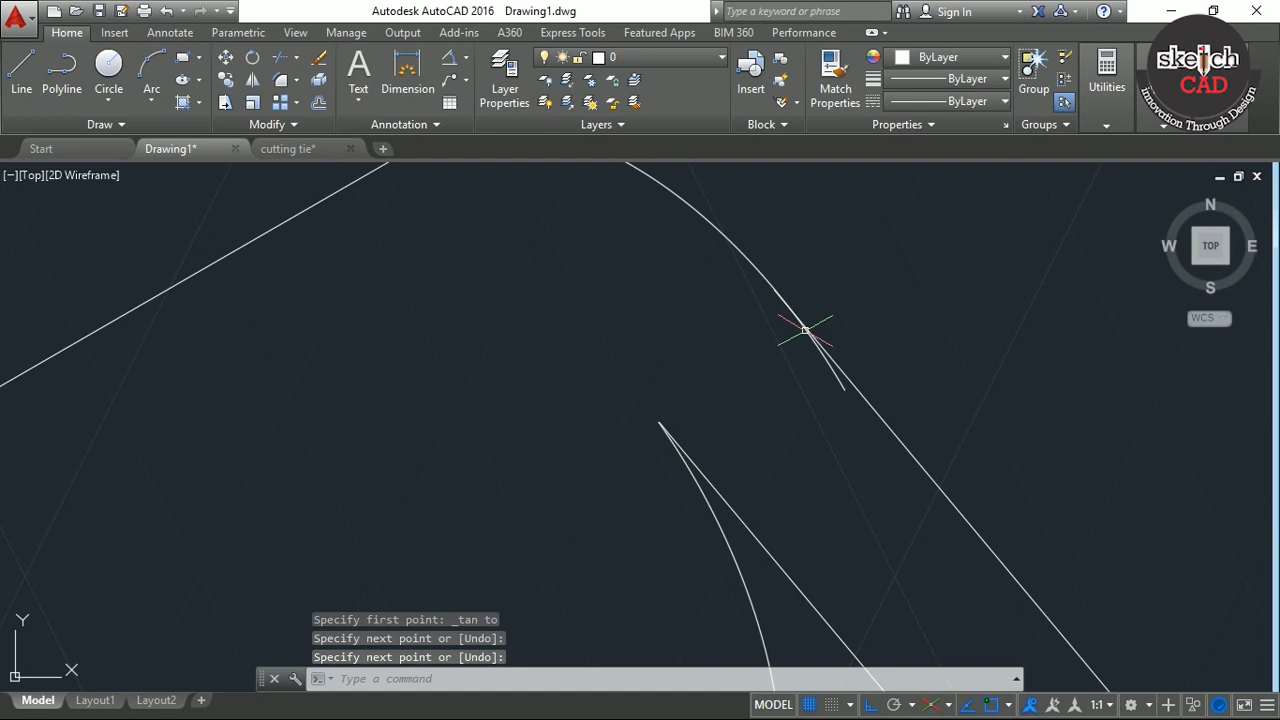 Autodesk AutoCAD 2016 Drawing1.dwg
Type a keyword or phrase
Sign In
Home Insert Annotate Parametric View Manage Output Add-ins A360 Express Tools Featured Apps BIM 360 Performance
Line Polyline Circle Arc
Text Dimension
Layer Properties
0
Insert
Match Properties
ByLayer
ByLayer
ByLayer
Group
Utilities
Draw Modify Annotation Layers Block Properties Groups
sketch
CAD
innovation Through Design
Start Drawing1* cutting tie*
[−][Top][2D Wireframe]
N
W TOP E
S
WCS
Specify first point: _tan to
Specify next point or [Undo]:
Specify next point or [Undo]:
Type a command
Y
X
Model Layout1 Layout2
MODEL
1:1